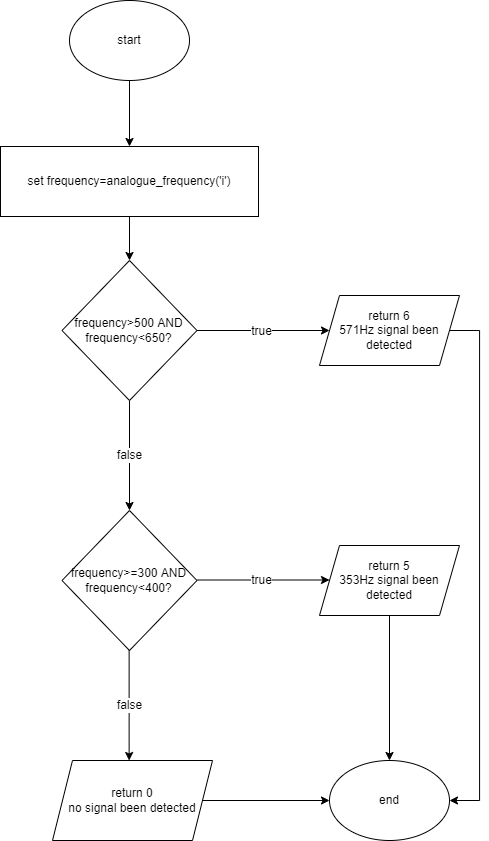 start
set frequency=analogue_frequency('i')
frequency>500 AND
frequency<650?
true
return 6
571Hz signal been
detected
false
frequency>=300 AND
frequency<400?
true
return 5
353Hz signal been
detected
false
return 0
no signal been detected
end